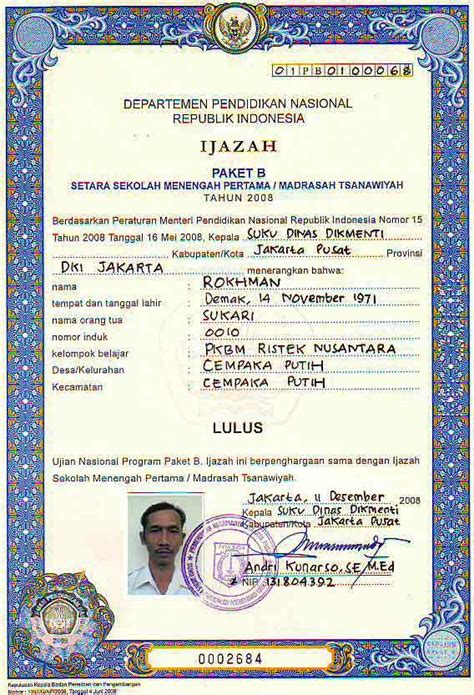 01PB0100068
DEPARTEMEN PENDIDIKAN NASIONAL
REPUBLIK INDONESIA
IJAZAH
PAKET B
SETARA SEKOLAH MENENGAH PERTAMA / MADRASAH TSANAWIYAH
TAHUN 2008
Berdasarkan Peraturan Menteri Pendidikan Nasional Republik Indonesia Nomor 15
Tahun 2008 Tanggal 16 Mei 2008, Kepala SUKU DINAS DIKMENTI
Kabupaten/Kota Jakarta Pusat Provinsi
DKI JAKARTA menerangkan bahwa:
nama : ROKHMAN
tempat dan tanggal lahir : Demak, 14 November 1971
nama orang tua : SUKARI
nomor induk : 0010
kelompok belajar : PKBM RISTEK NUSANTARA
Desa/Kelurahan : CEMPAKA PUTIH
Kecamatan : CEMPAKA PUTIH
LULUS
Ujian Nasional Program Paket B. Ijazah ini berpenghargaan sama dengan Ijazah
Sekolah Menengah Pertama / Madrasah Tsanawiyah.
Jakarta, 11 Desember 2008
Kepala Suku Dinas Dikmenti
Kabupaten/Kota Jakarta Pusat
Andri Kunarso, SE, M.Ed
NIP. 131804392
0002684
Keputusan Kepala Badan Penelitian dan Pengembangan
Tanggal 4 Juni 2008